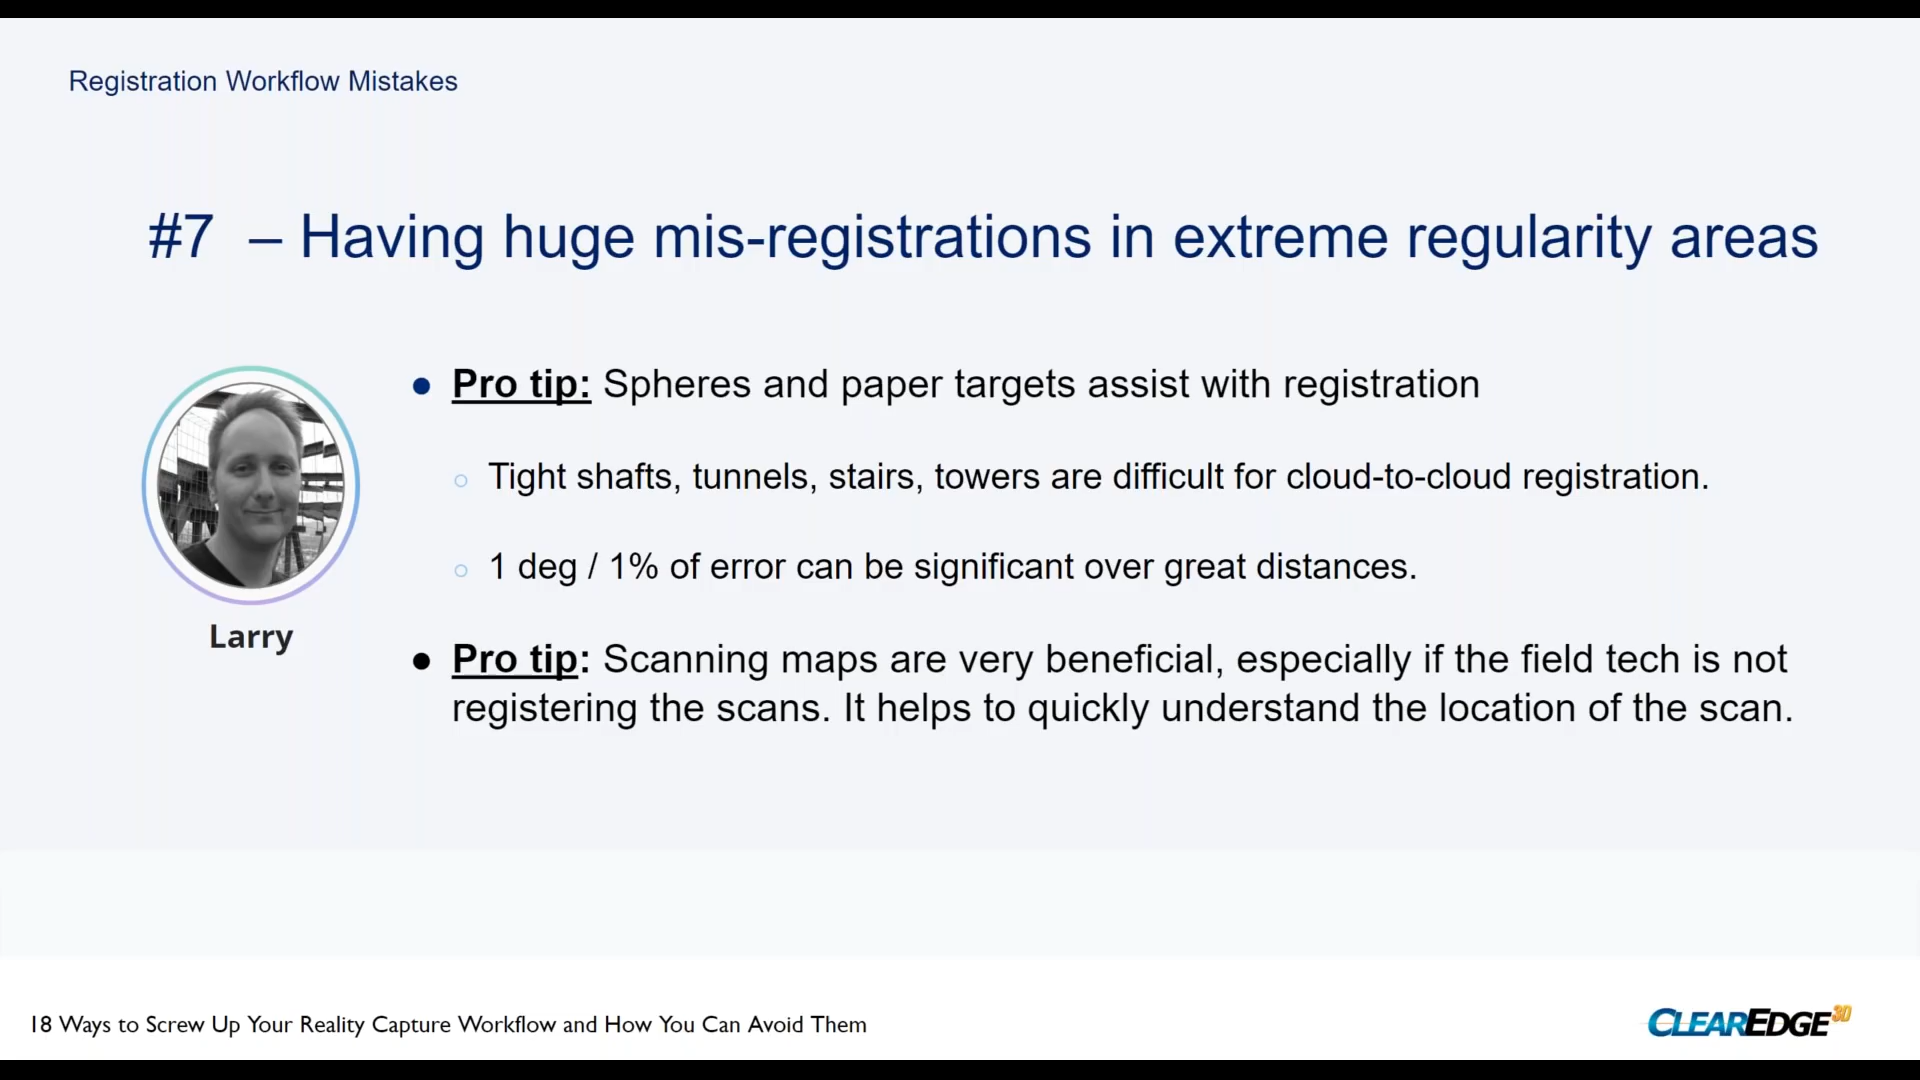 Registration Workflow Mistakes
#7 – Having huge mis-registrations in extreme regularity areas
● Pro tip: Spheres and paper targets assist with registration
○ Tight shafts, tunnels, stairs, towers are difficult for cloud-to-cloud registration.
○ 1 deg / 1% of error can be significant over great distances.
Larry
● Pro tip: Scanning maps are very beneficial, especially if the field tech is not
registering the scans. It helps to quickly understand the location of the scan.
18 Ways to Screw Up Your Reality Capture Workflow and How You Can Avoid Them
CLEAREDGE3D